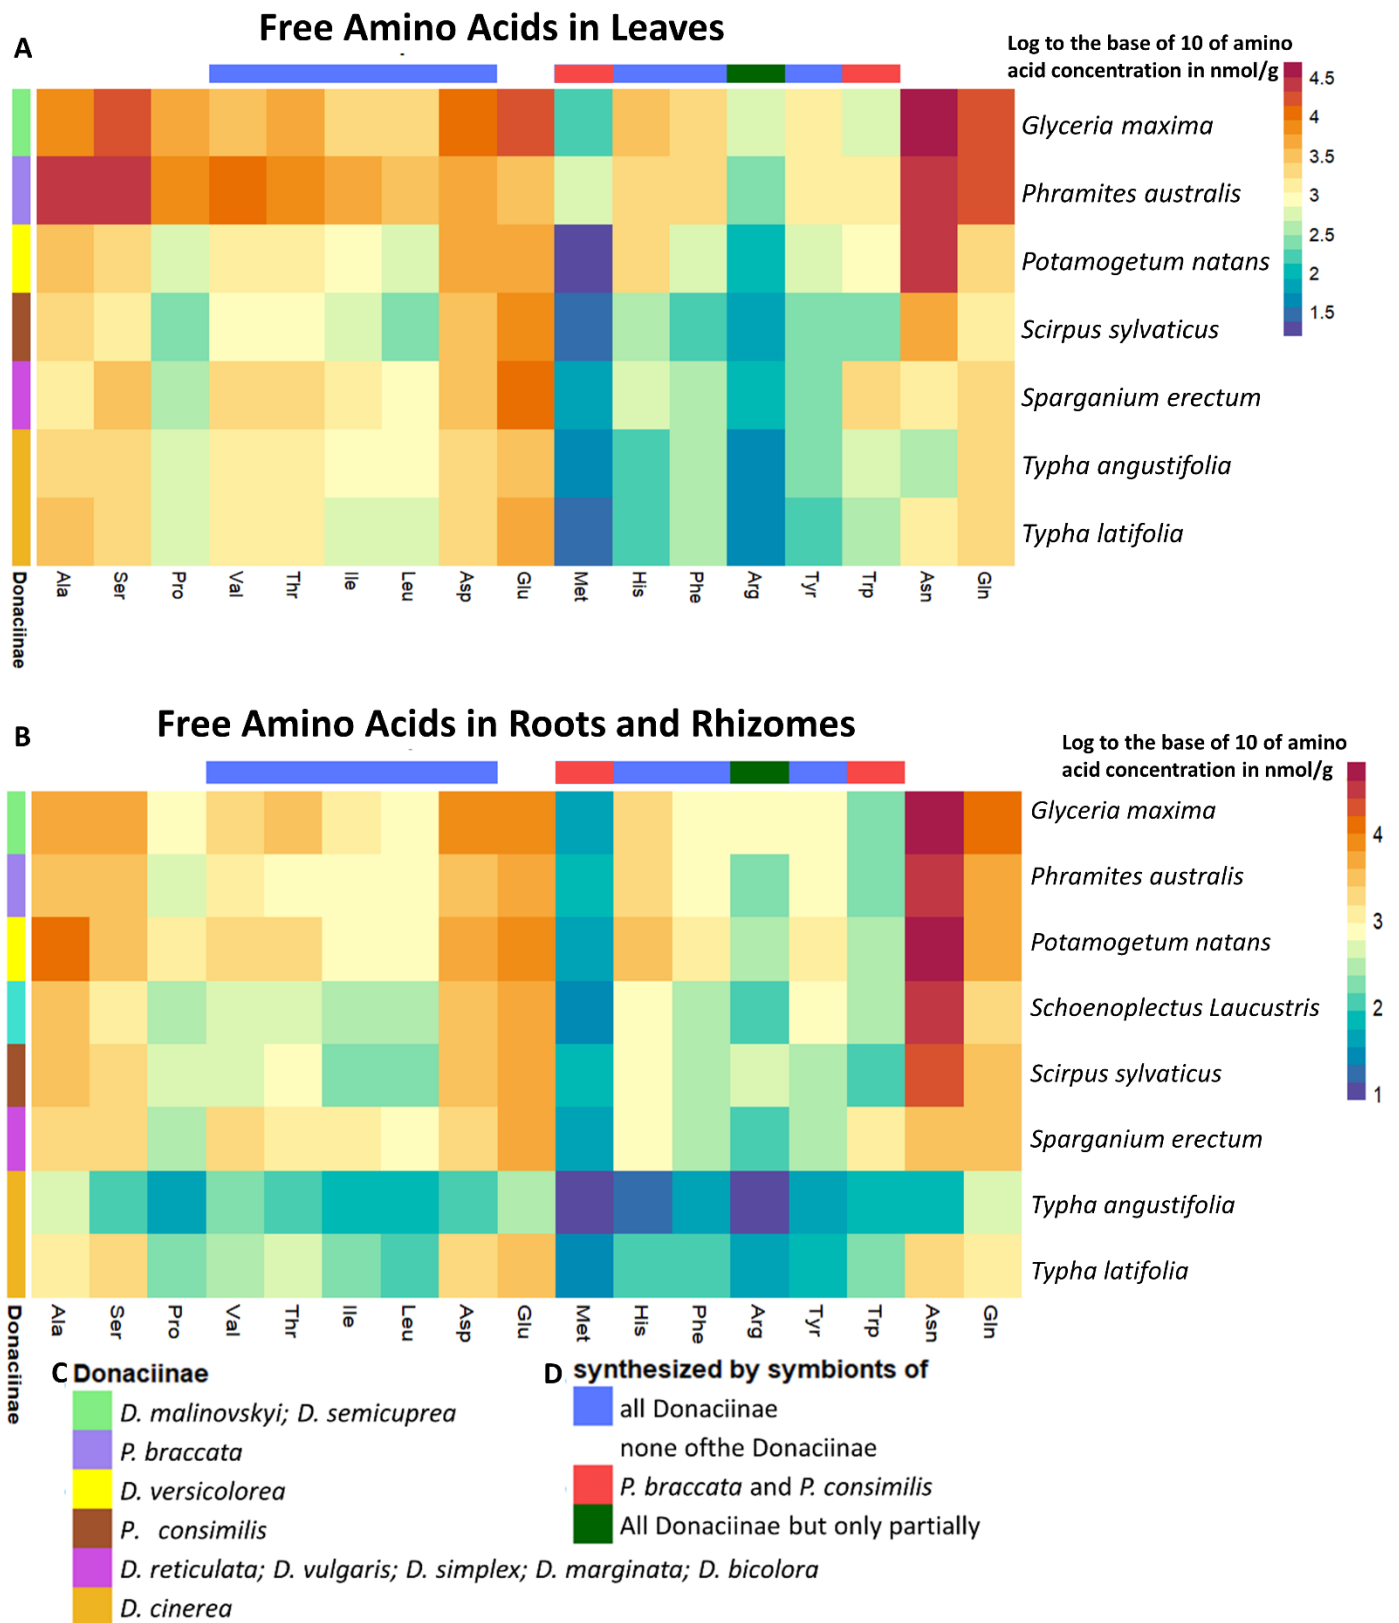 A
Free Amino Acids in Leaves
Log to the base of 10 of amino
acid concentration in nmol/g
4.5
4
3.5
3
2.5
2
1.5
Glyceria maxima
Phramites australis
Potamogetum natans
Scirpus sylvaticus
Sparganium erectum
Typha angustifolia
Typha latifolia
Donaciinae
Ala
Ser
Pro
Val
Thr
Ile
Leu
Asp
Glu
Met
His
Phe
Arg
Tyr
Trp
Asn
Gln
B
Free Amino Acids in Roots and Rhizomes
Log to the base of 10 of amino
acid concentration in nmol/g
4
3
2
1
Glyceria maxima
Phramites australis
Potamogetum natans
Schoenoplectus Laucustris
Scirpus sylvaticus
Sparganium erectum
Typha angustifolia
Typha latifolia
Donaciinae
Ala
Ser
Pro
Val
Thr
Ile
Leu
Asp
Glu
Met
His
Phe
Arg
Tyr
Trp
Asn
Gln
C Donaciinae
D. malinovskyi; D. semicuprea
P. braccata
D. versicolorea
P. consimilis
D. reticulata; D. vulgaris; D. simplex; D. marginata; D. bicolora
D. cinerea
D synthesized by symbionts of
all Donaciinae
none ofthe Donaciinae
P. braccata and P. consimilis
All Donaciinae but only partially